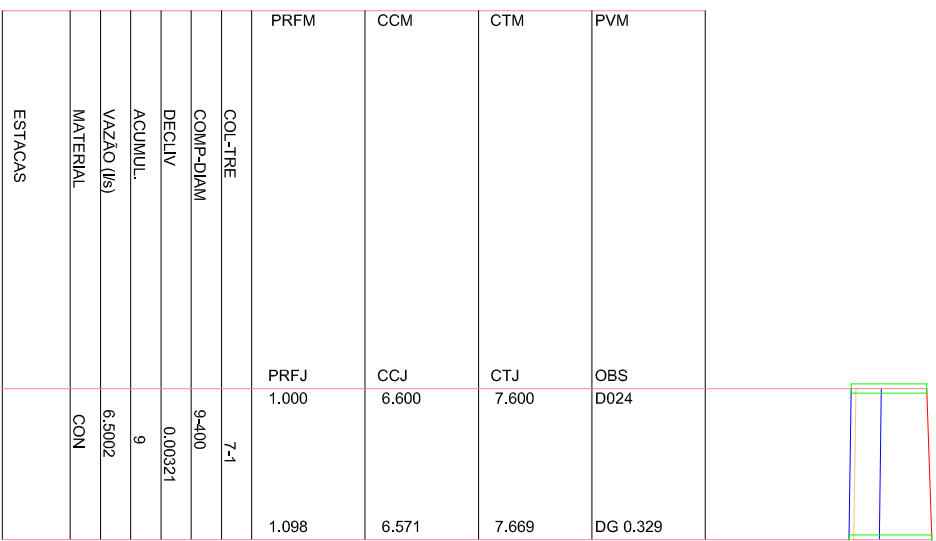 PRFM CCM CTM PVM
ESTACAS
MATERIAL
VAZÃO (l/s)
ACUMUL.
DECLIV
COMP-DIAM
COL-TRE
PRFJ CCJ CTJ OBS
1.000 6.600 7.600 D024
CON
6.5002
9
0.00321
9-400
7-1
1.098 6.571 7.669 DG 0.329